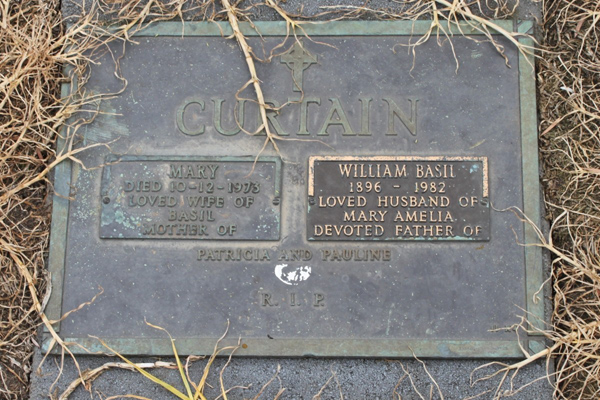 CURTAIN
MARY
DIED 10-12-1973
LOVED WIFE OF
BASIL
MOTHER OF
WILLIAM BASIL
1896 - 1982
LOVED HUSBAND OF
MARY AMELIA
DEVOTED FATHER OF
PATRICIA AND PAULINE
R. I. P.